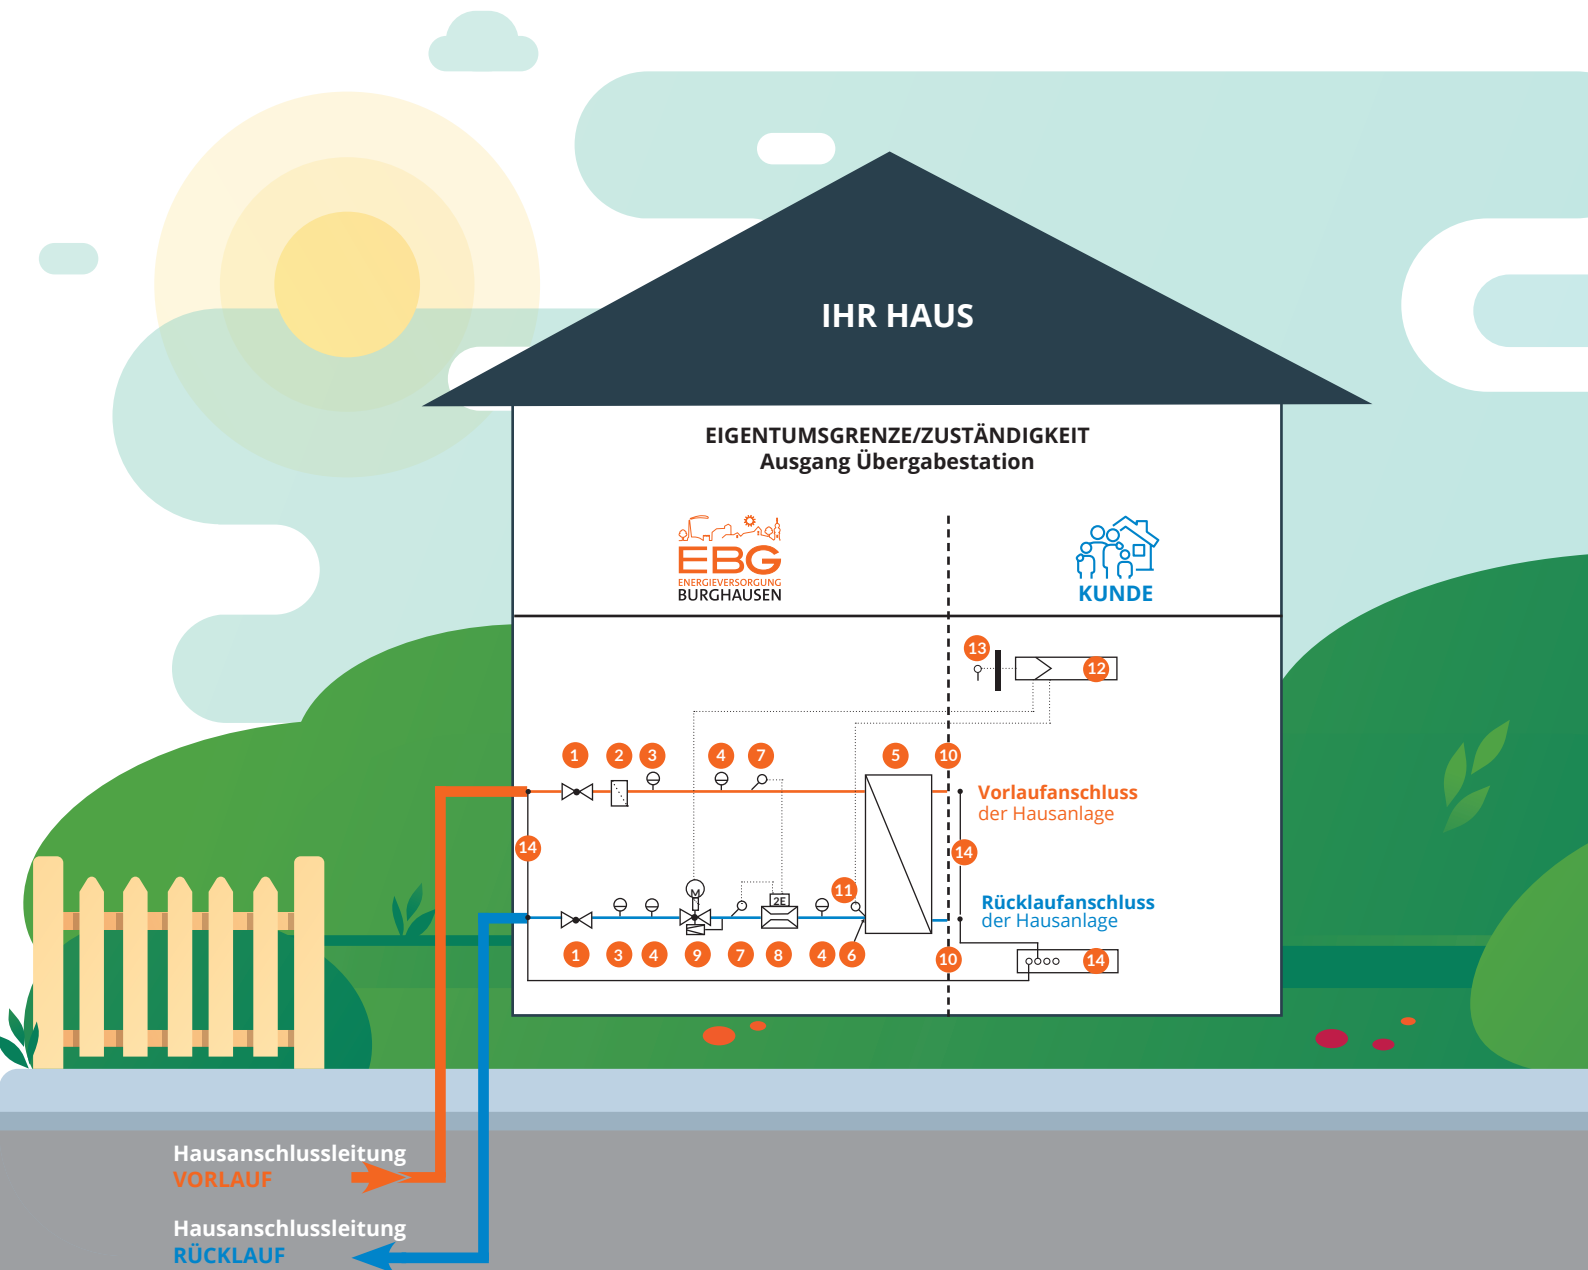 IHR HAUS
EIGENTUMSGRENZE/ZUSTÄNDIGKEIT
Ausgang Übergabestation
EBG
ENERGIEVERSORGUNG
BURGHAUSEN
KUNDE
13
12
1 2 3 4 7 5 10
Vorlaufanschluss
der Hausanlage
14
14
M
2E
11
Rücklaufanschluss
der Hausanlage
1 3 4 9 7 8 4 6 10 14
Hausanschlussleitung
VORLAUF
Hausanschlussleitung
RÜCKLAUF